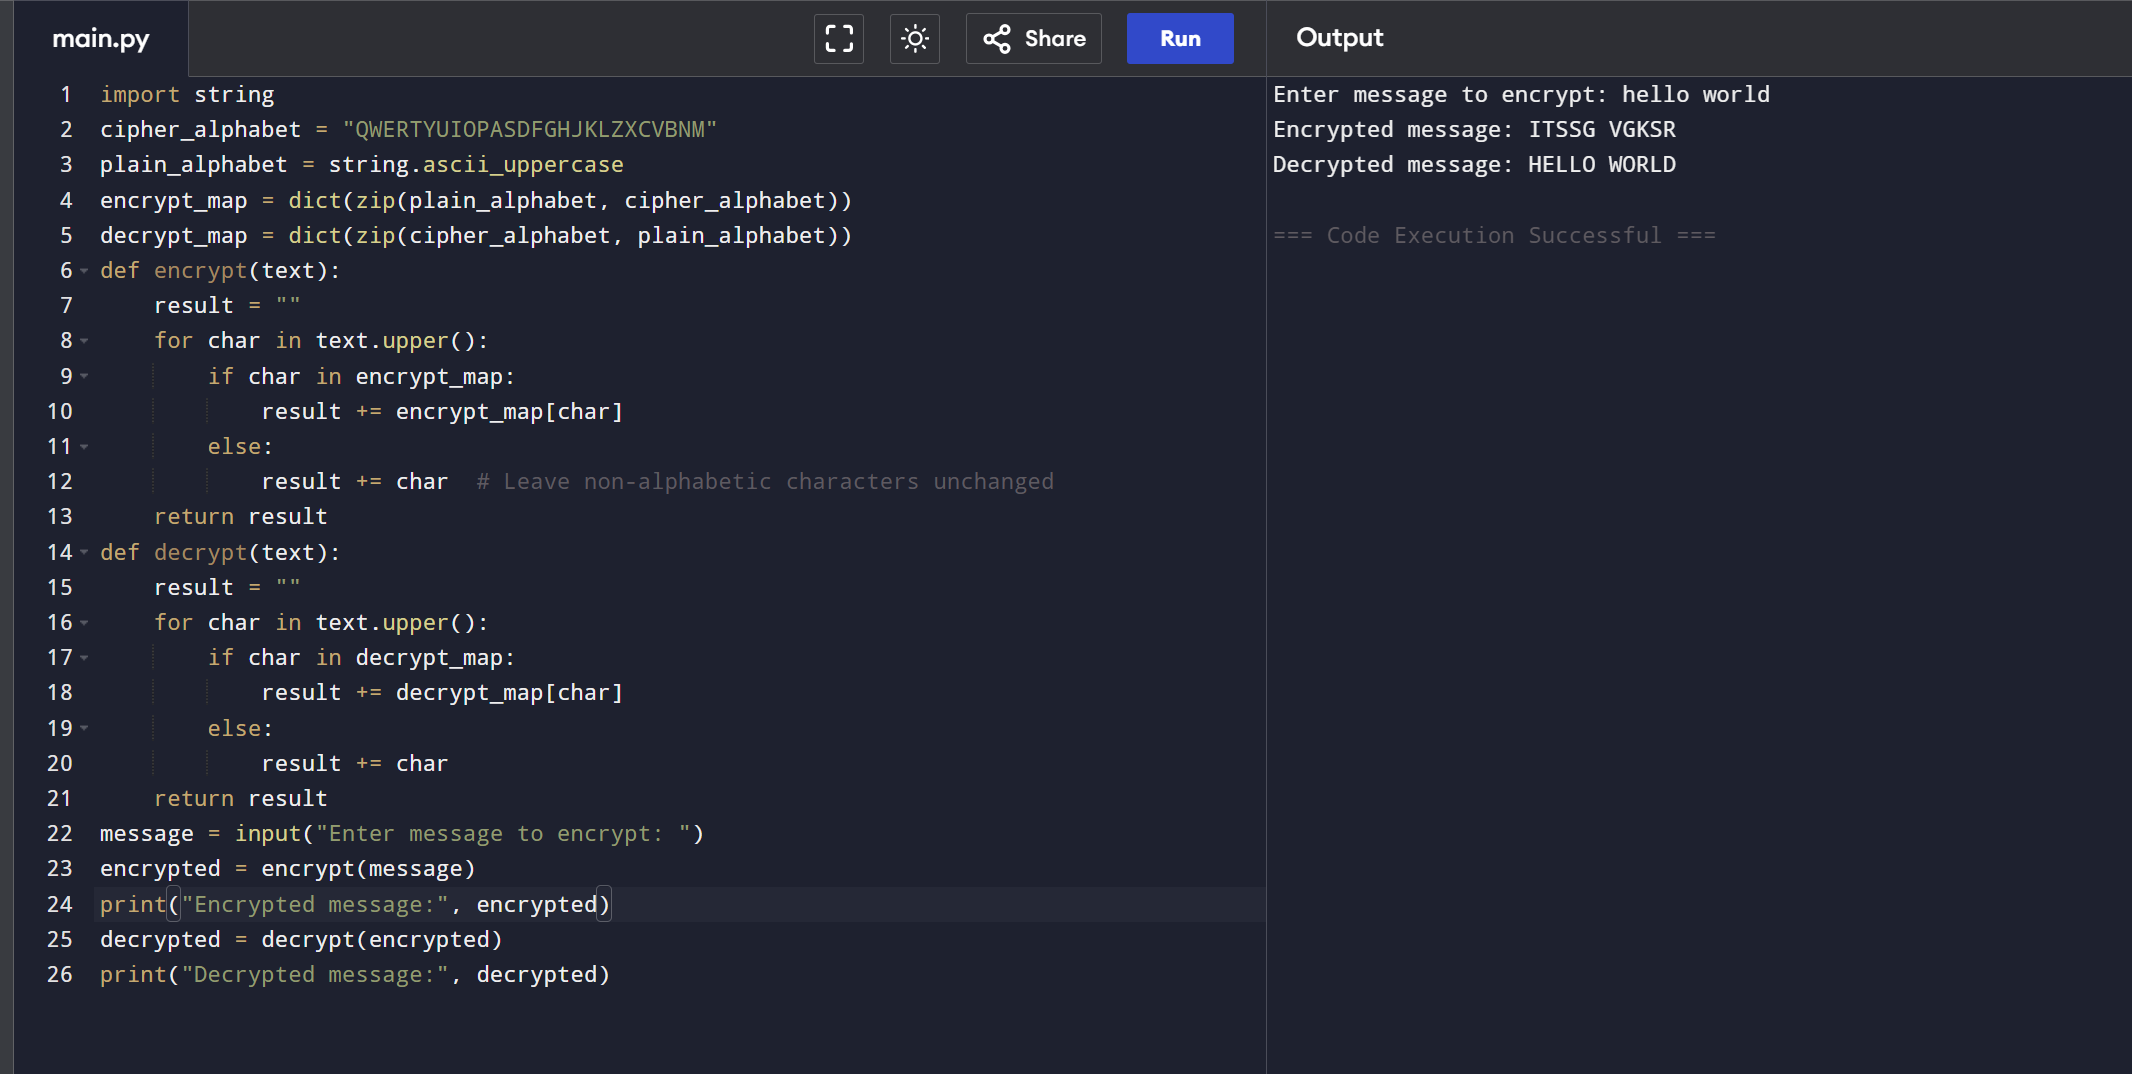 main.py
Share
Run
Output
1 import string
2 cipher_alphabet = "QWERTYUIOPASDFGHJKLZXCVBNM"
3 plain_alphabet = string.ascii_uppercase
4 encrypt_map = dict(zip(plain_alphabet, cipher_alphabet))
5 decrypt_map = dict(zip(cipher_alphabet, plain_alphabet))
6 def encrypt(text):
7     result = ""
8     for char in text.upper():
9         if char in encrypt_map:
10             result += encrypt_map[char]
11         else:
12             result += char  # Leave non-alphabetic characters unchanged
13     return result
14 def decrypt(text):
15     result = ""
16     for char in text.upper():
17         if char in decrypt_map:
18             result += decrypt_map[char]
19         else:
20             result += char
21     return result
22 message = input("Enter message to encrypt: ")
23 encrypted = encrypt(message)
24 print("Encrypted message:", encrypted)
25 decrypted = decrypt(encrypted)
26 print("Decrypted message:", decrypted)
Enter message to encrypt: hello world
Encrypted message: ITSSG VGKSR
Decrypted message: HELLO WORLD
=== Code Execution Successful ===